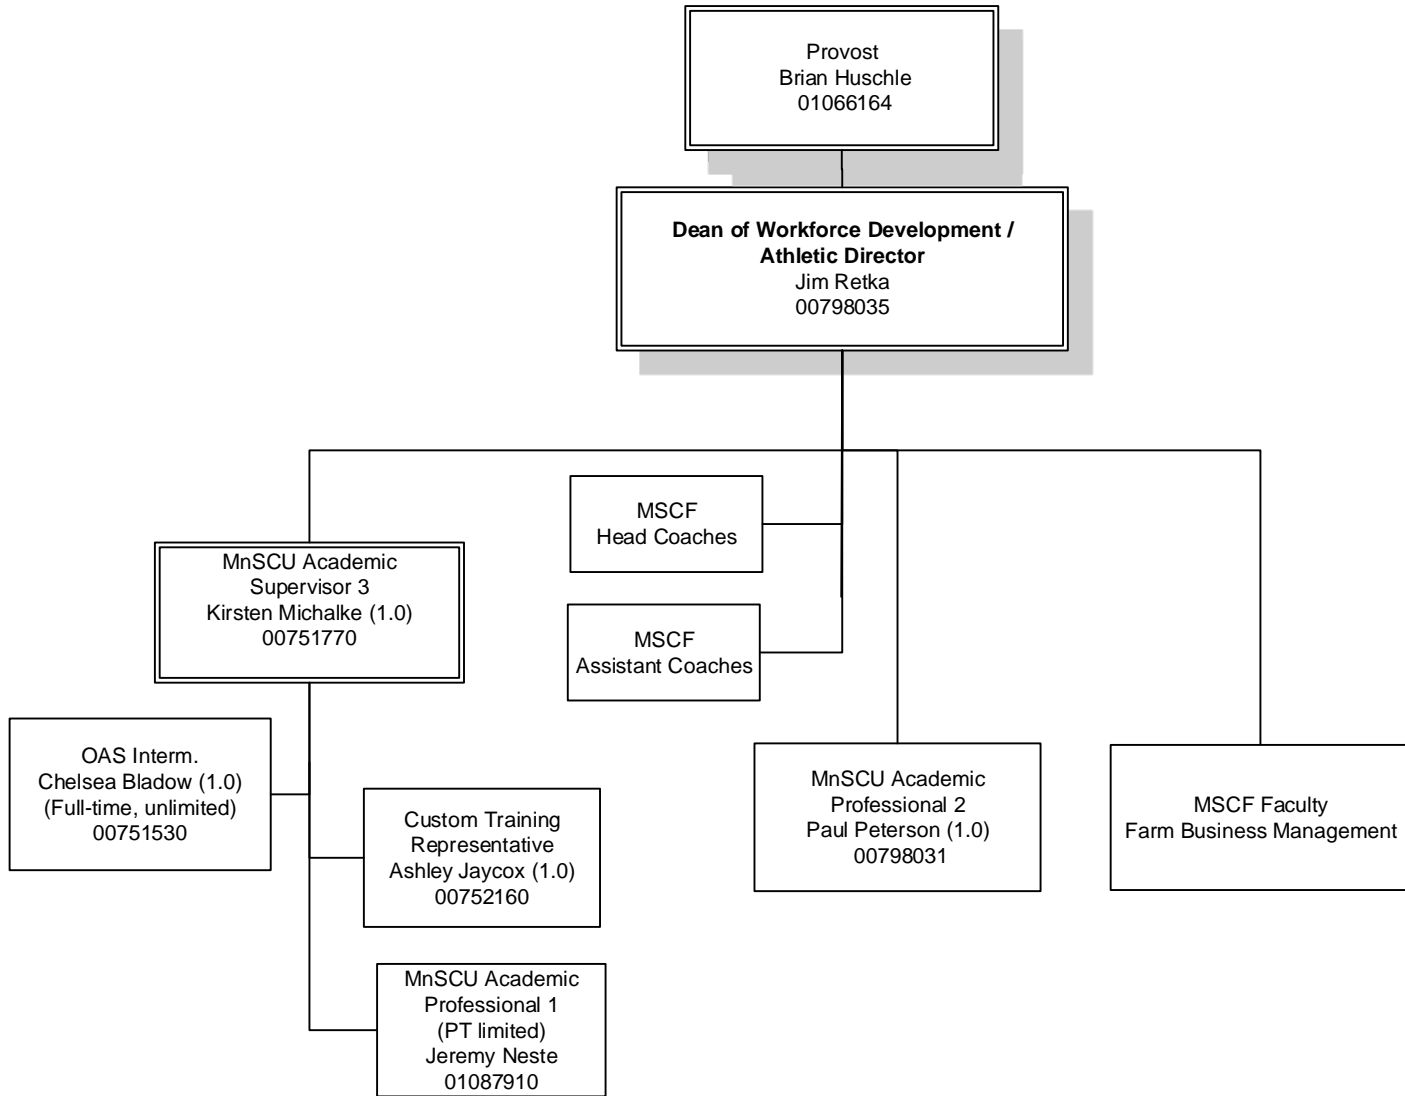 Provost
Brian Huschle
01066164
Dean of Workforce Development /
Athletic Director
Jim Retka
00798035
MSCF
Head Coaches
MnSCU Academic
Supervisor 3
Kirsten Michalke (1.0)
00751770
MSCF
Assistant Coaches
OAS Interm.
Chelsea Bladow (1.0)
(Full-time, unlimited)
00751530
Custom Training
Representative
Ashley Jaycox (1.0)
00752160
MnSCU Academic
Professional 2
Paul Peterson (1.0)
00798031
MSCF Faculty
Farm Business Management
MnSCU Academic
Professional 1
(PT limited)
Jeremy Neste
01087910